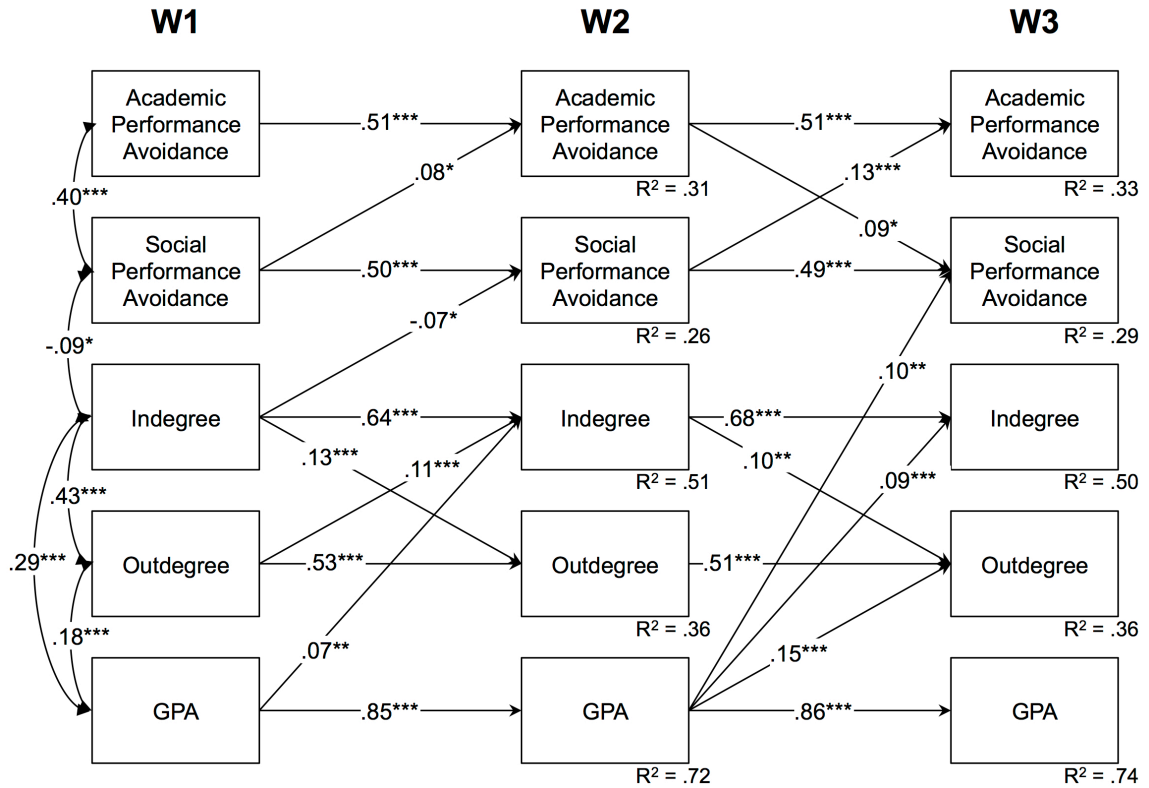 W1 W2 W3
Academic
Performance
Avoidance
.51***
Academic
Performance
Avoidance
R² = .31
.51***
Academic
Performance
Avoidance
R² = .33
.40***
.08*
.13***
.09*
Social
Performance
Avoidance
.50***
Social
Performance
Avoidance
R² = .26
.49***
Social
Performance
Avoidance
R² = .29
-.09*
-.07*
.10**
Indegree
.64***
Indegree
R² = .51
.68***
Indegree
R² = .50
.13***
.11***
.10**
.09***
.43***
.29***
Outdegree
.53***
Outdegree
R² = .36
.51***
Outdegree
R² = .36
.18***
.07**
.15***
GPA
.85***
GPA
R² = .72
.86***
GPA
R² = .74